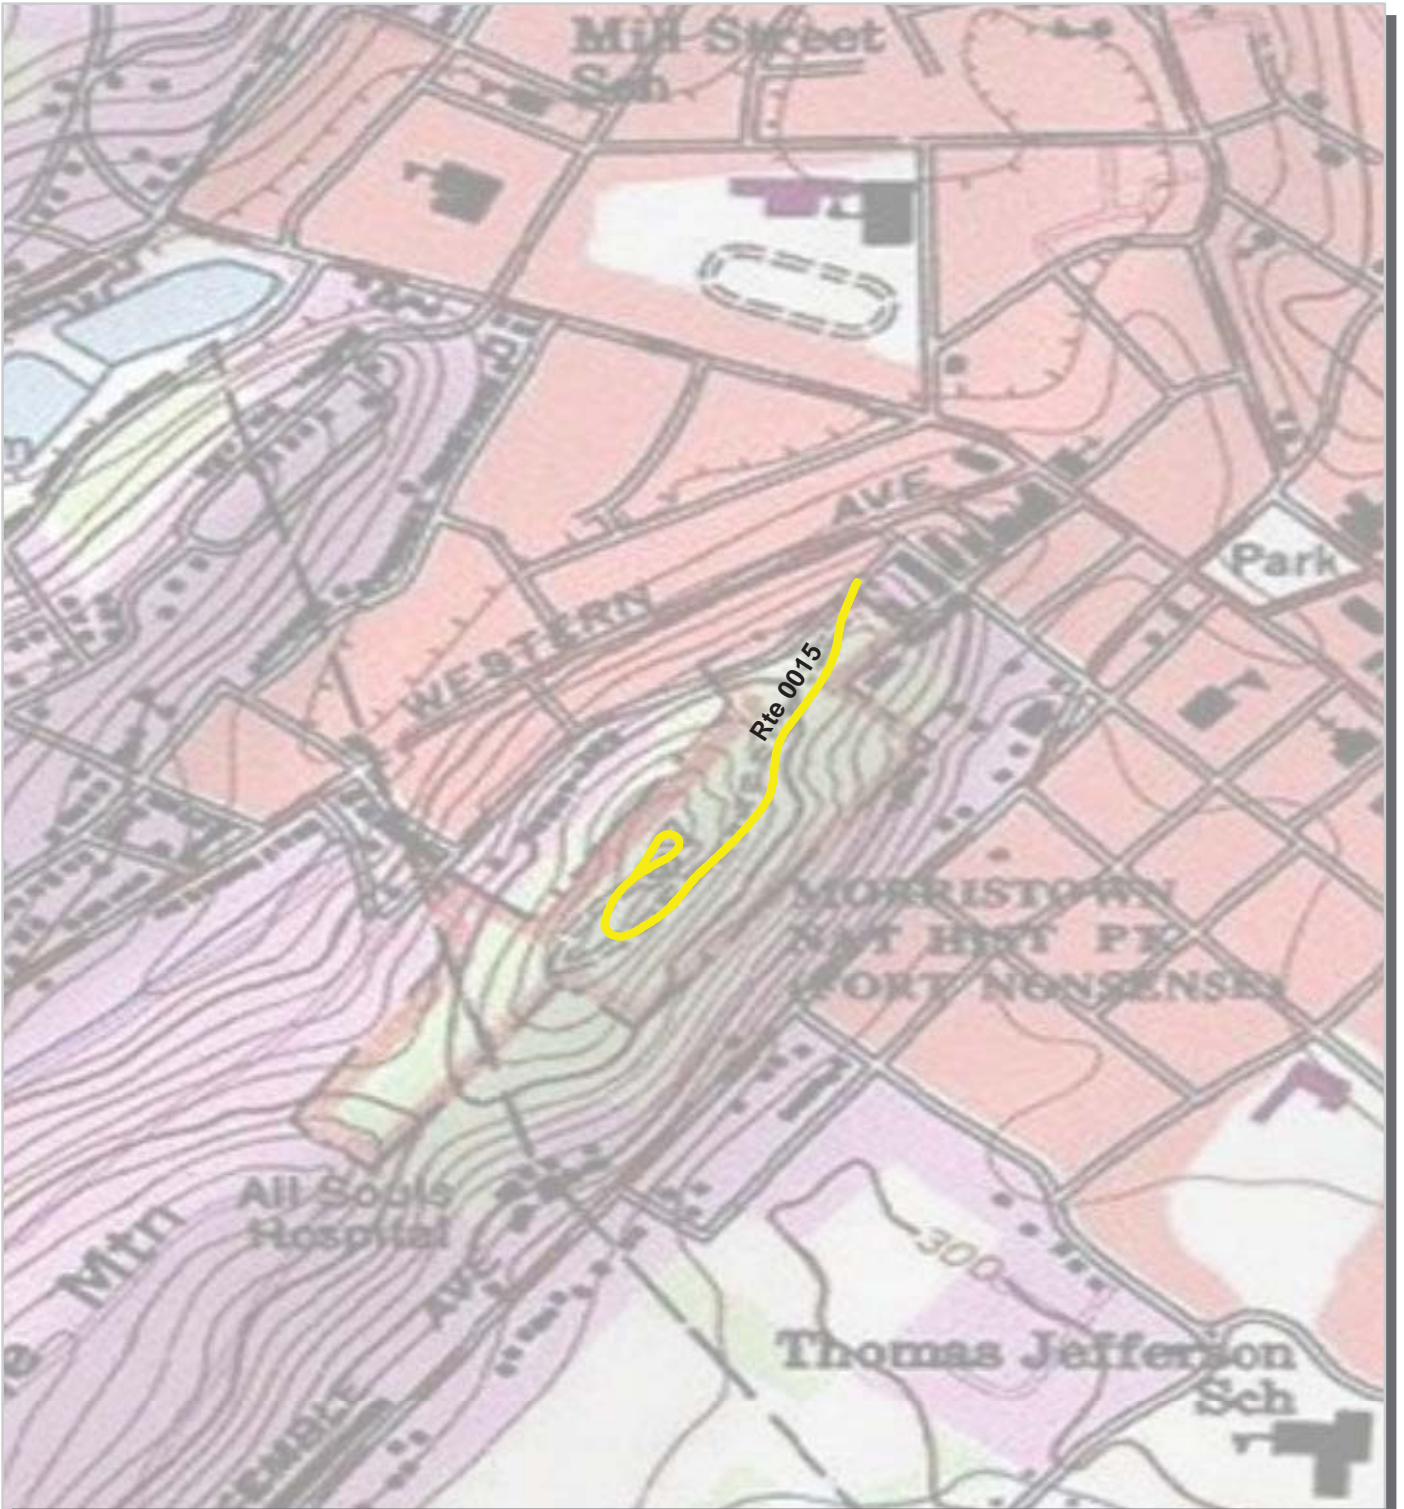 Mill Street
Sch
AVE
WESTERN
Park
Rte 0015
MORRISTOWN
NAT HIST PK
(FORT NONSENSE)
All Souls
Hospital
Mtn
AVE
300
Thomas Jefferson
Sch